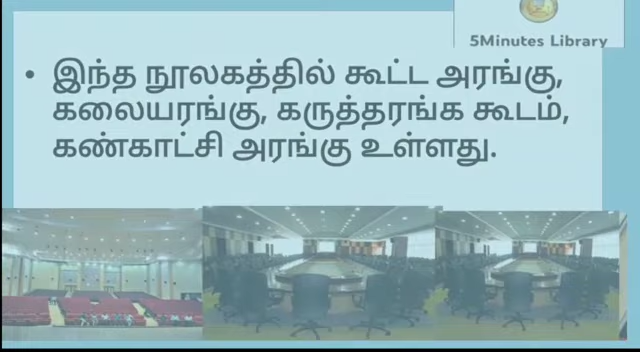 5Minutes Library
• இந்த நூலகத்தில் கூட்ட அரங்கு,
கலையரங்கு, கருத்தரங்க கூடம்,
கண்காட்சி அரங்கு உள்ளது.